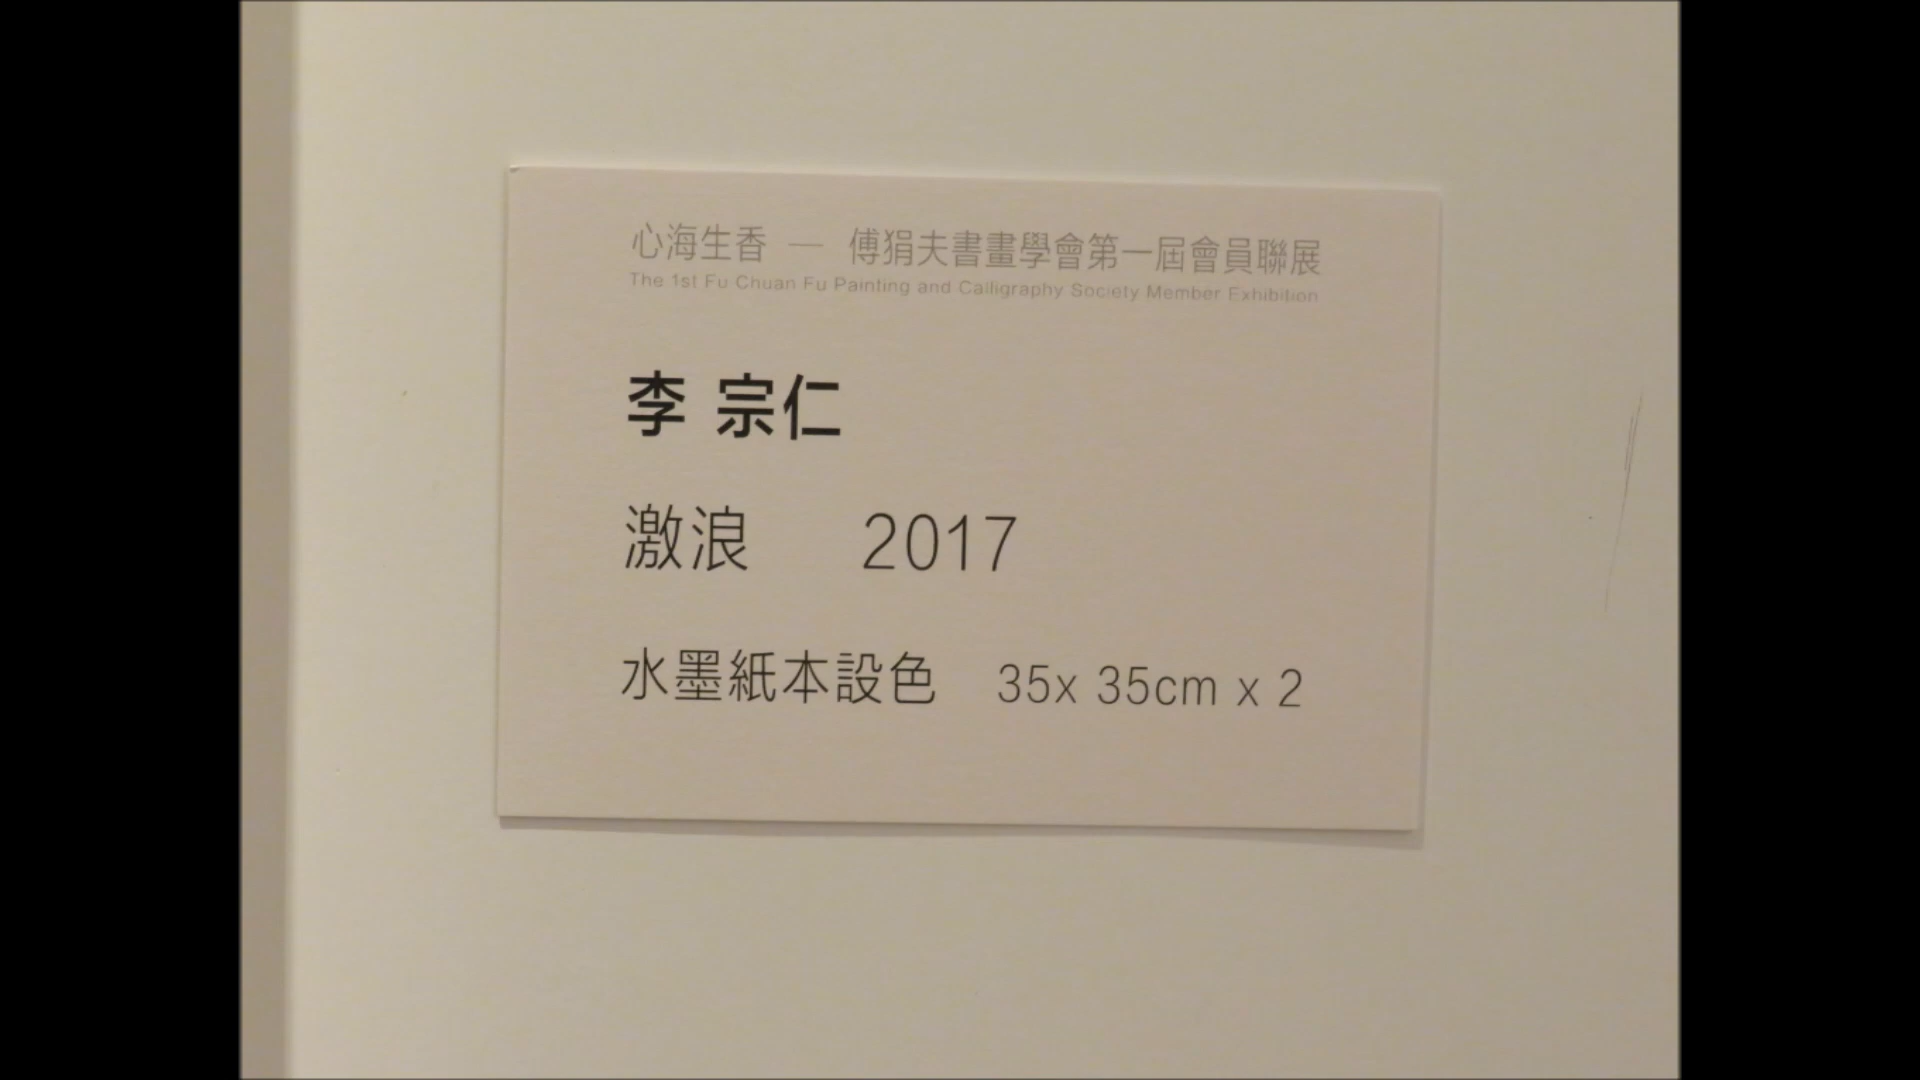 心海生香 — 傅狷夫書畫學會第一屆會員聯展
The 1st Fu Chuan Fu Painting and Calligraphy Society Member Exhibition
李 宗仁
激浪 2017
水墨紙本設色 35x 35cm x 2